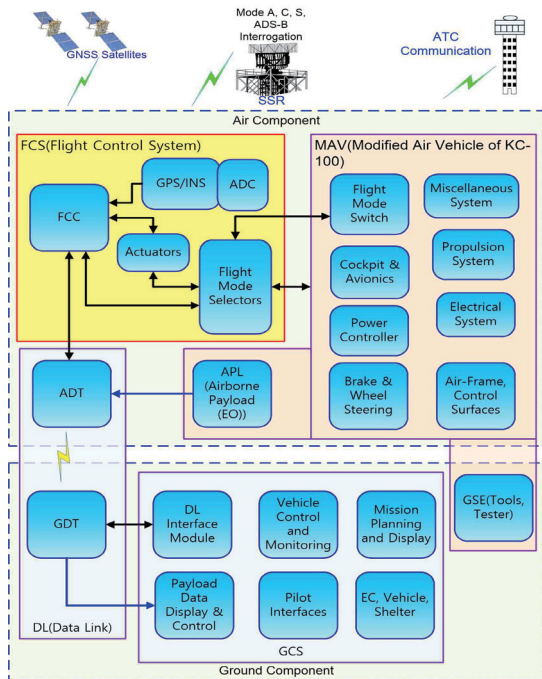 GNSS Satellites
Mode A, C, S,
ADS-B
Interrogation
SSR
ATC
Communication
Air Component
FCS(Flight Control System)
FCC
GPS/INS
ADC
Actuators
Flight
Mode
Selectors
MAV(Modified Air Vehicle of KC-
100)
Flight
Mode
Switch
Miscellaneous
System
Cockpit &
Avionics
Propulsion
System
Power
Controller
Electrical
System
Brake &
Wheel
Steering
Air-Frame,
Control
Surfaces
ADT
APL
(Airborne
Payload
(EO))
GSE(Tools,
Tester)
GDT
DL
Interface
Module
Vehicle
Control
and
Monitoring
Mission
Planning
and Display
Payload
Data
Display &
Control
Pilot
Interfaces
EC, Vehicle,
Shelter
DL(Data Link)
GCS
Ground Component